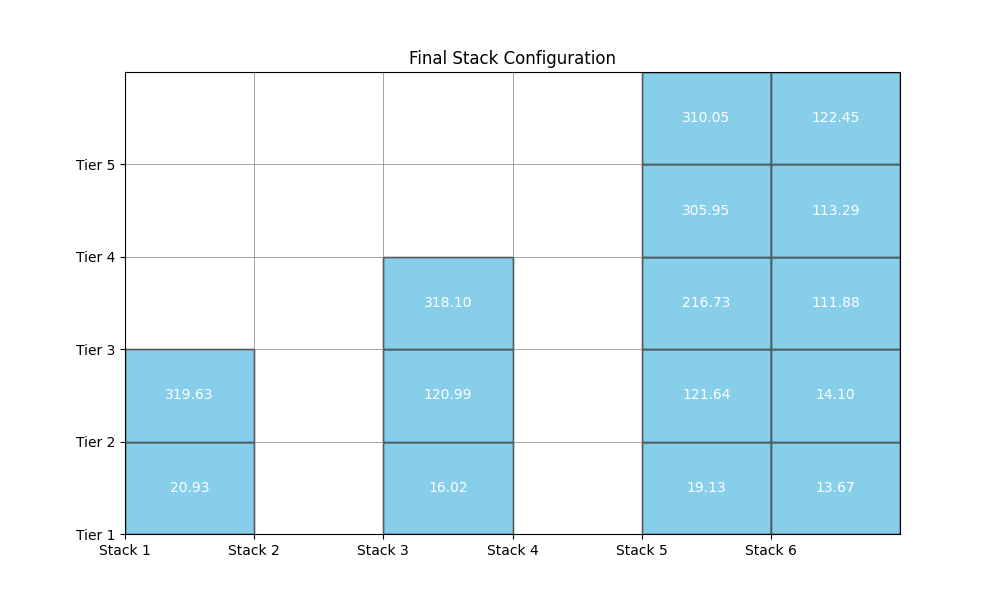 Final Stack Configuration
310.05 122.45
Tier 5
305.95 113.29
Tier 4
318.10 216.73 111.88
Tier 3
319.63 120.99 121.64 14.10
Tier 2
20.93 16.02 19.13 13.67
Tier 1
Stack 1 Stack 2 Stack 3 Stack 4 Stack 5 Stack 6